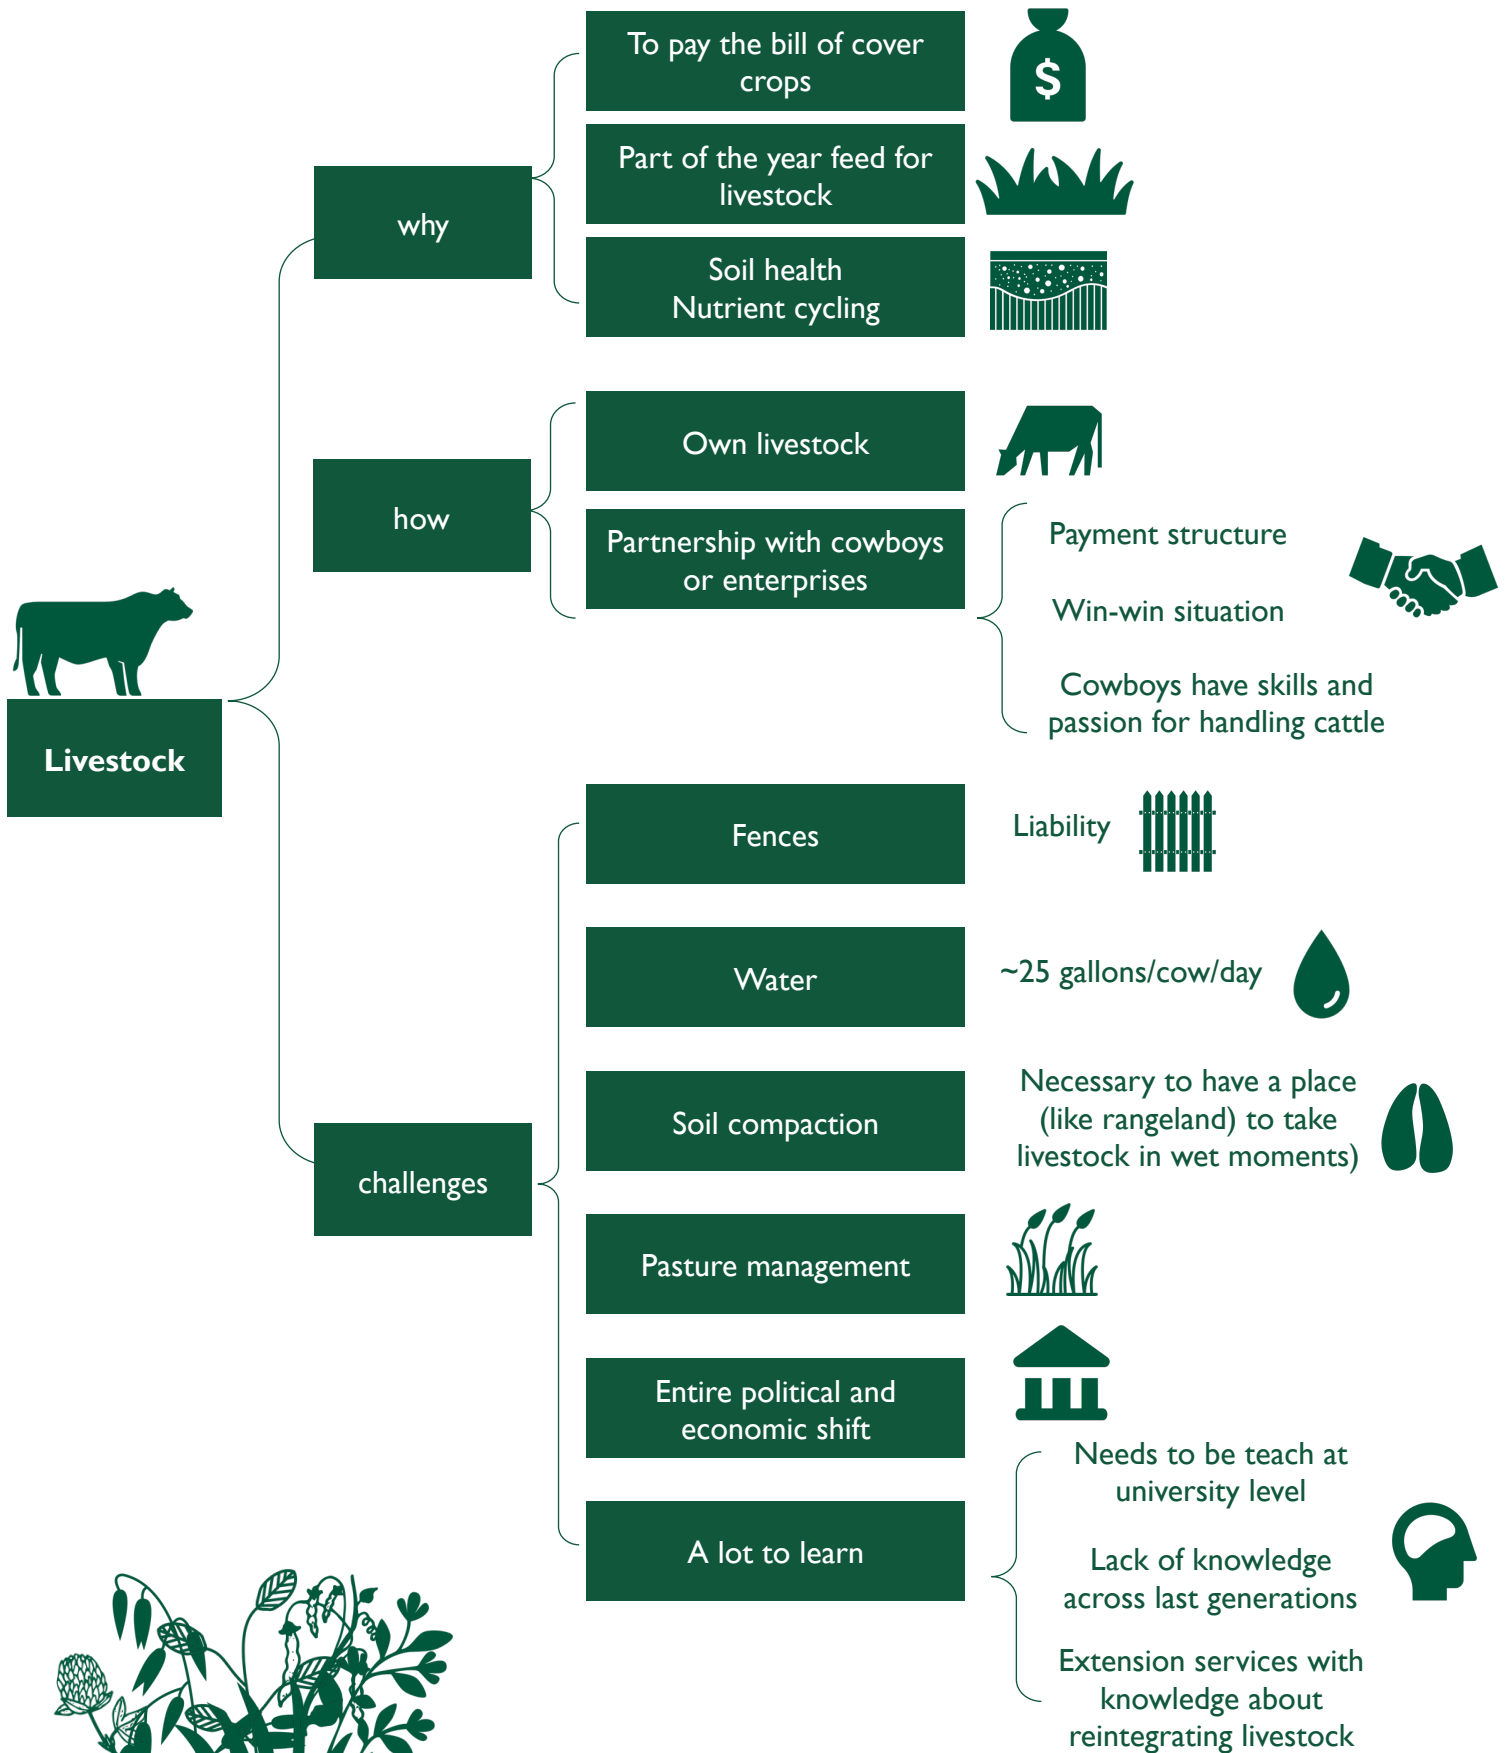 To pay the bill of cover
crops
$
Part of the year feed for
livestock
why
Soil health
Nutrient cycling
Own livestock
how
Partnership with cowboys
or enterprises
Payment structure
Win-win situation
Cowboys have skills and
passion for handling cattle
Livestock
Fences
Liability
Water
~25 gallons/cow/day
Soil compaction
Necessary to have a place
(like rangeland) to take
livestock in wet moments)
challenges
Pasture management
Entire political and
economic shift
A lot to learn
Needs to be teach at
university level
Lack of knowledge
across last generations
Extension services with
knowledge about
reintegrating livestock